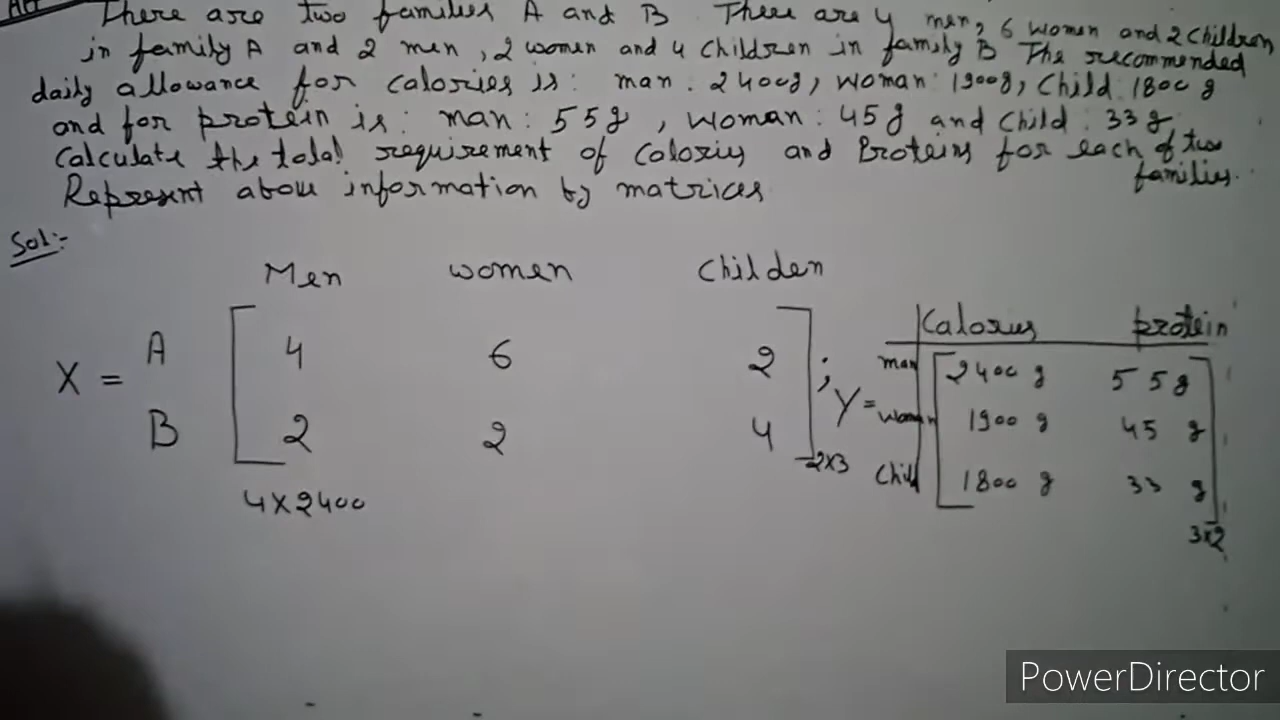 There are two families A and B There are 4 men, 6 women and 2 children
in family A and 2 men, 2 women and 4 children in family B The recommended
daily allowance for calories is: man: 2400g, woman: 1900g, Child: 1800 g
and for protein is: man: 55g, woman: 45g and Child: 33g.
Calculate the total requirement of Calories and Proteins for each of two
families.
Represent above information by matrices
Sol:-
Men women Childen
X = A 4 6 2
B 2 2 4 2x3
4 X 2400
; Y =
Calories protein
man 2400 g 55g
woman 1900 g 45 g
Child 1800 g 33 g
3x2
PowerDirector